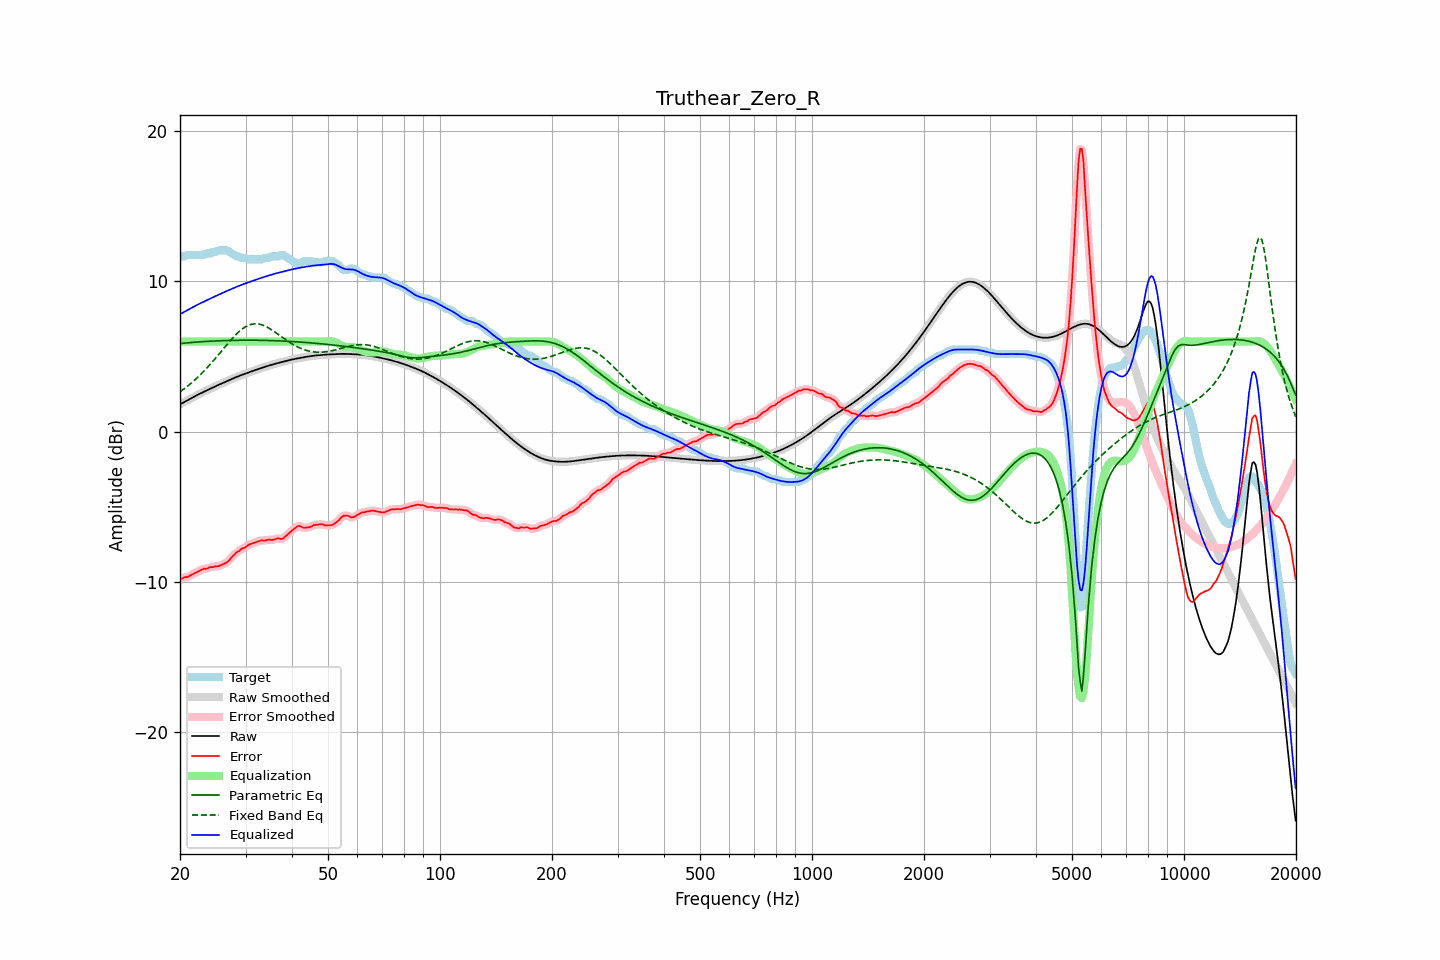 Truthear_Zero_R
20
10
0
−10
−20
Amplitude (dBr)
Target
Raw Smoothed
Error Smoothed
Raw
Error
Equalization
Parametric Eq
Fixed Band Eq
Equalized
20 50 100 200 500 1000 2000 5000 10000 20000
Frequency (Hz)